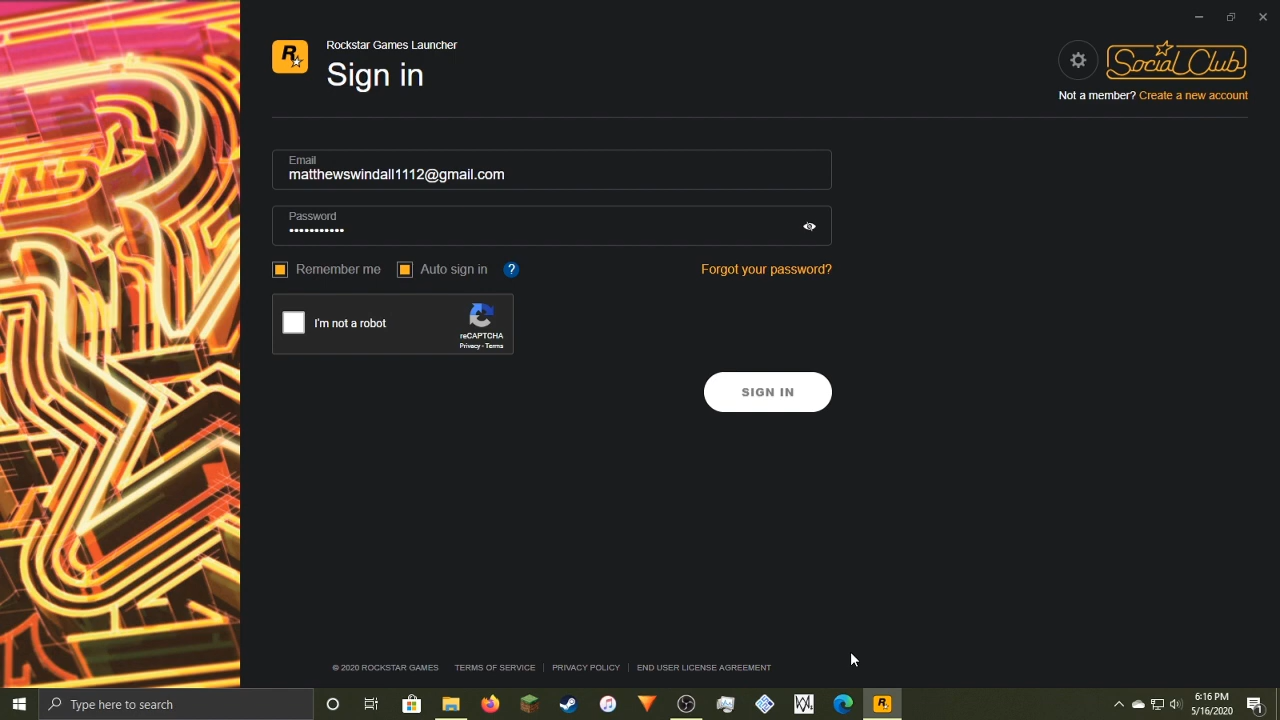 Rockstar Games Launcher
Sign in
Social Club
Not a member? Create a new account
Email
matthewswindall1112@gmail.com
Password
•••••••••••
Remember me
Auto sign in
?
Forgot your password?
I'm not a robot
reCAPTCHA
Privacy - Terms
SIGN IN
© 2020 ROCKSTAR GAMES
TERMS OF SERVICE
PRIVACY POLICY
END USER LICENSE AGREEMENT
Type here to search
6:16 PM
5/16/2020
1